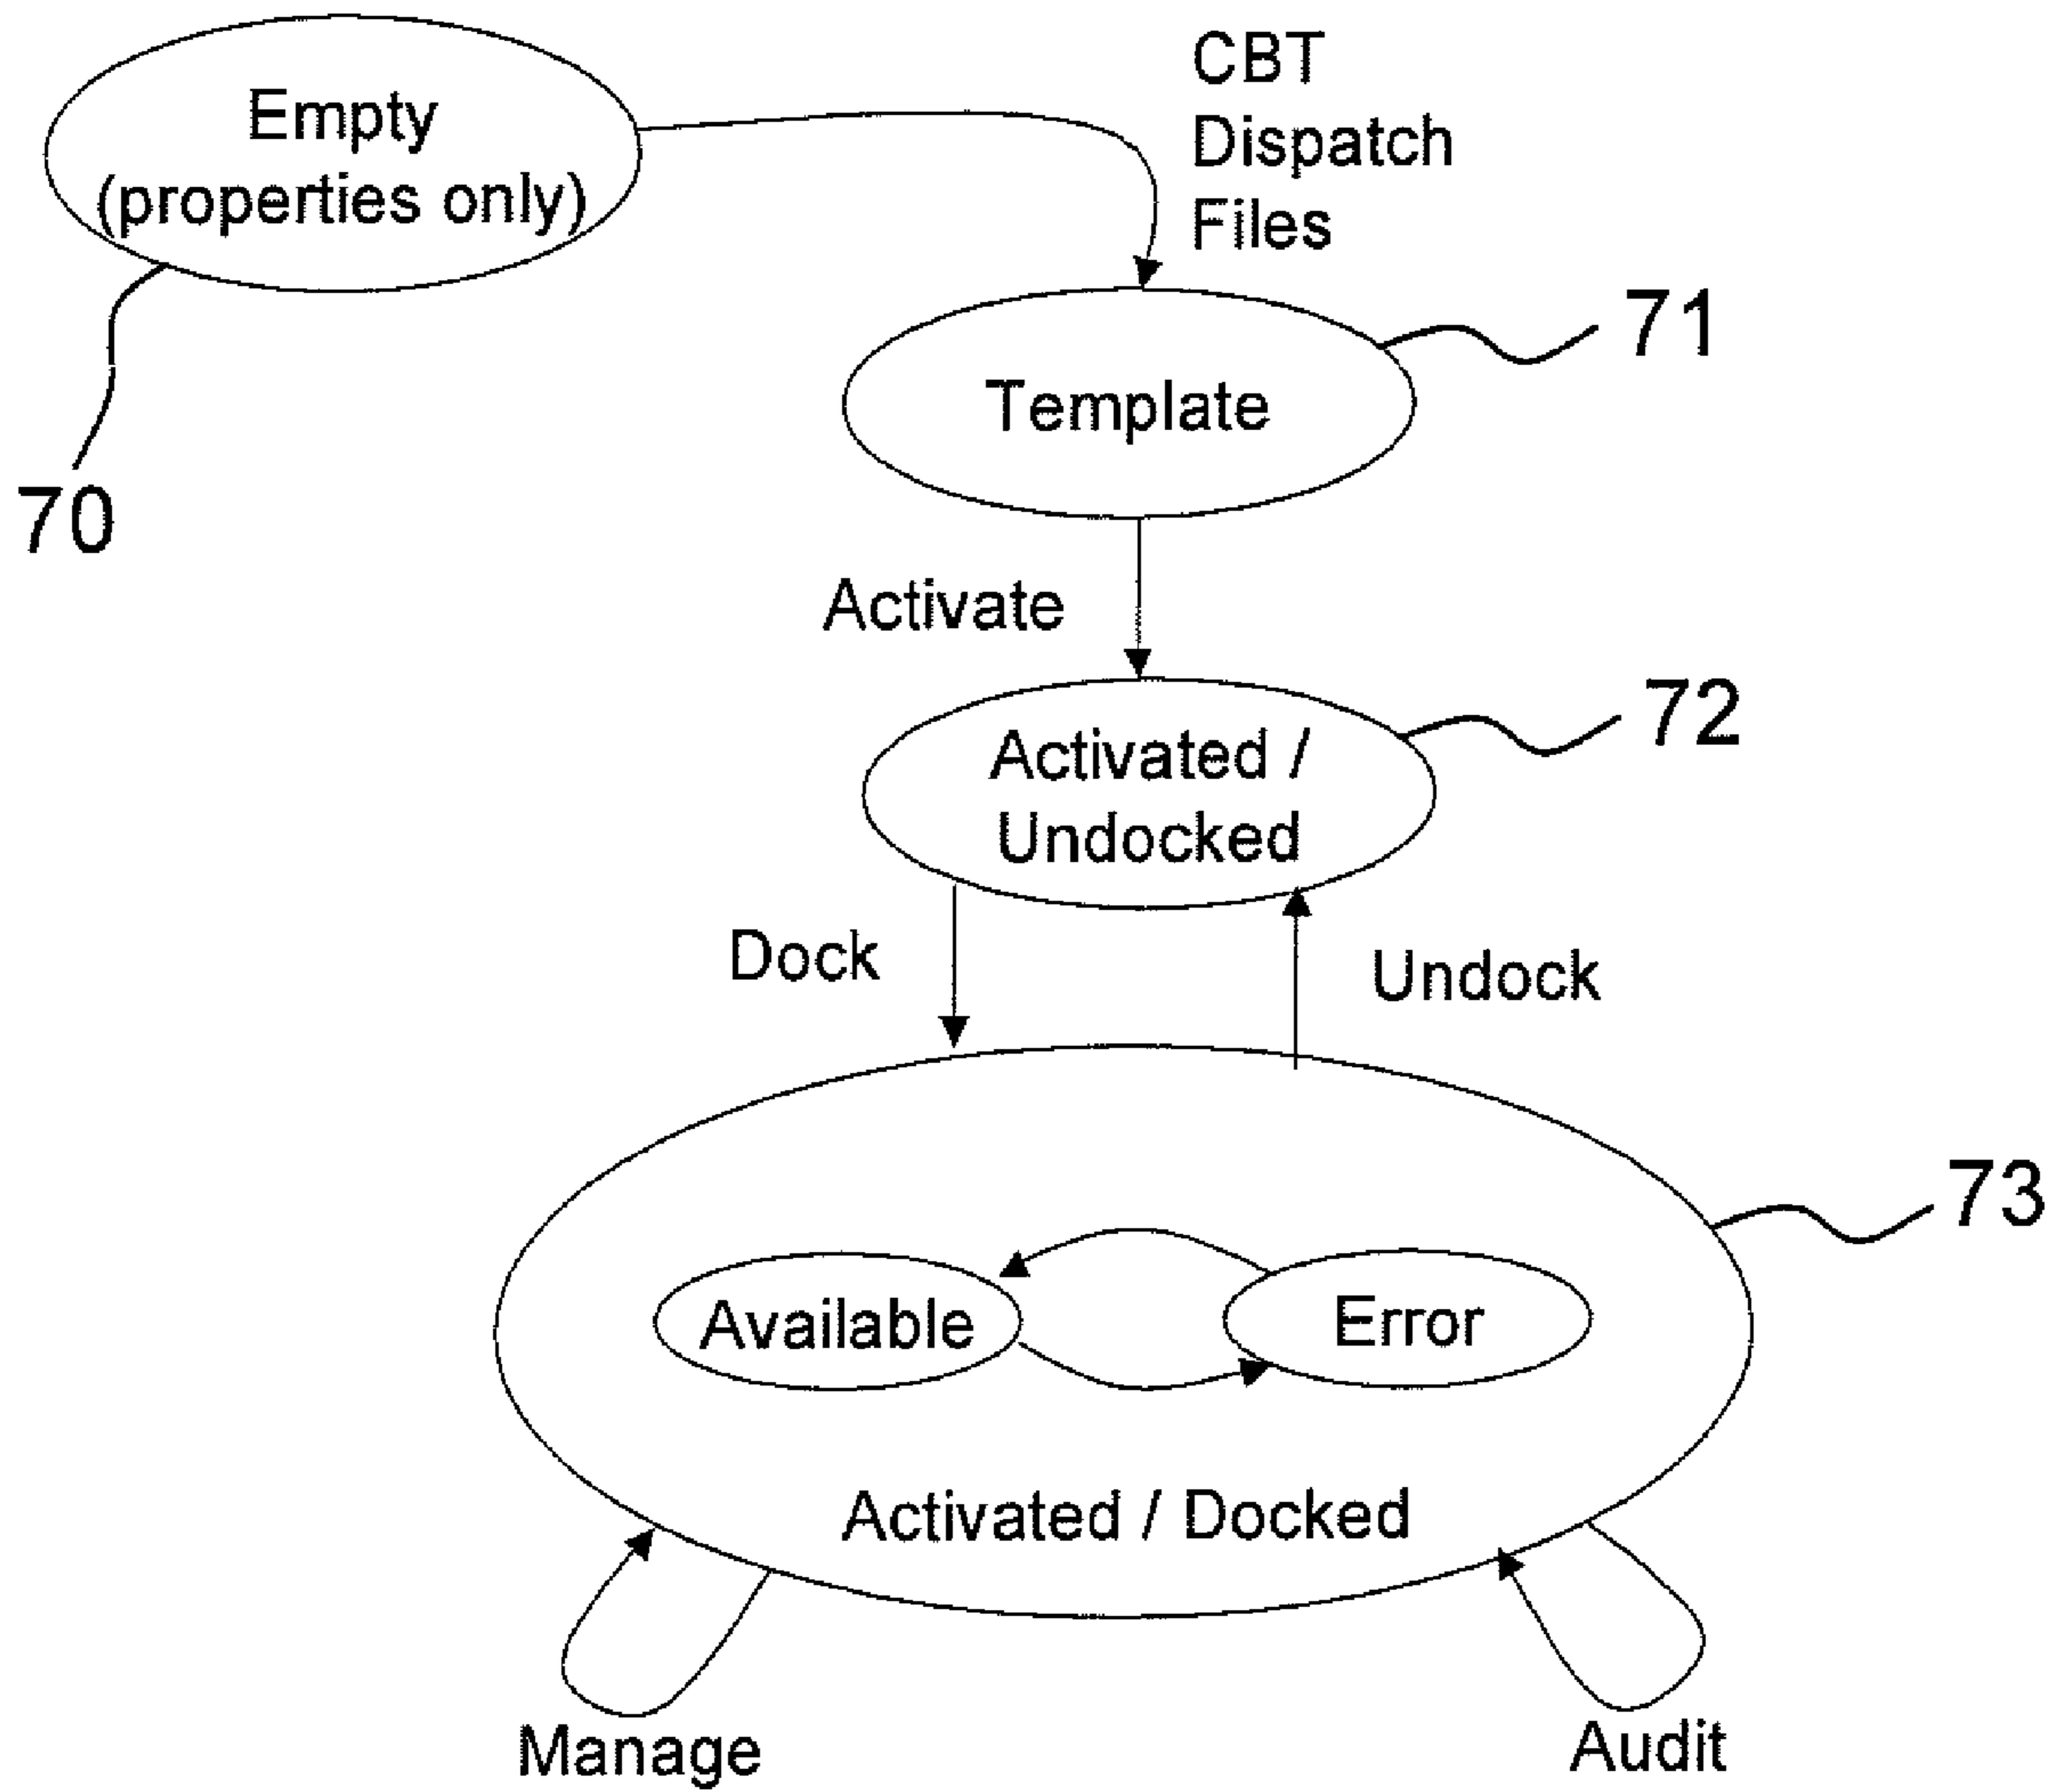 CBT
Dispatch
Files
Empty
(properties only)
71
Template
70
Activate
72
Activated /
Undocked
Dock
Undock
73
Available
Error
Activated / Docked
Manage
Audit